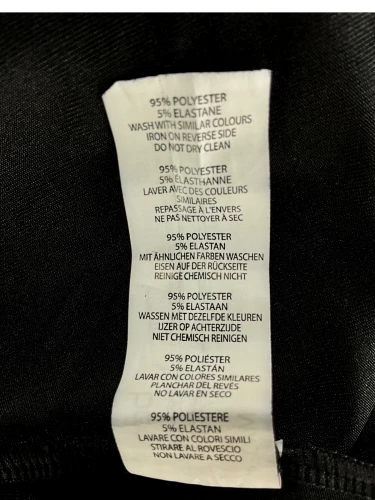 95% POLYESTER
5% ELASTANE
WASH WITH SIMILAR COLOURS
IRON ON REVERSE SIDE
DO NOT DRY CLEAN
95% POLYESTER
5% ELASTHANNE
LAVER AVEC DES COULEURS
SIMILAIRES
REPASSAGE À L'ENVERS
NE PAS NETTOYER À SEC
95% POLYESTER
5% ELASTAN
MIT ÄHNLICHEN FARBEN WASCHEN
EISEN AUF DER RÜCKSEITE
REINIGE CHEMISCH NICHT
95% POLYESTER
5% ELASTAAN
WASSEN MET DEZELFDE KLEUREN
IJZER OP ACHTERZIJDE
NIET CHEMISCH REINIGEN
95% POLIÉSTER
5% ELASTÁN
LAVAR CON COLORES SIMILARES
PLANCHAR DEL REVÉS
NO LAVAR EN SECO
95% POLIESTERE
5% ELASTAN
LAVARE CON COLORI SIMILI
STIRARE AL ROVESCIO
NON LAVARE A SECCO